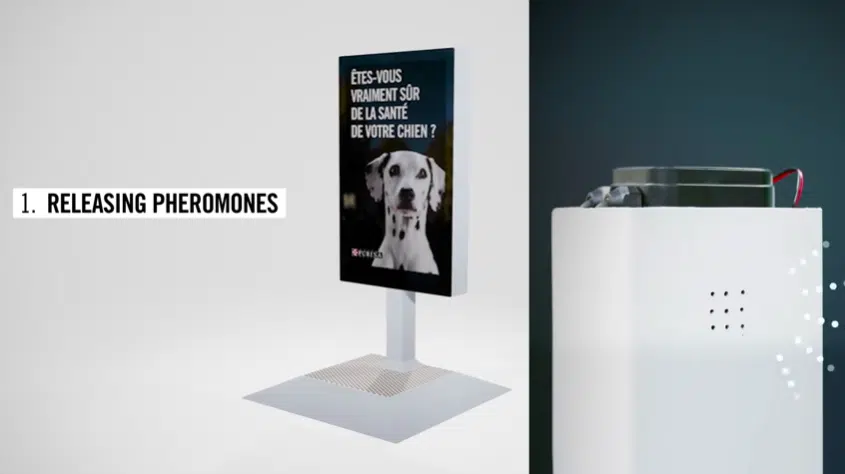 1. RELEASING PHEROMONES
ÊTES-VOUS
VRAIMENT SÛR
DE LA SANTÉ
DE VOTRE CHIEN ?
PURINA